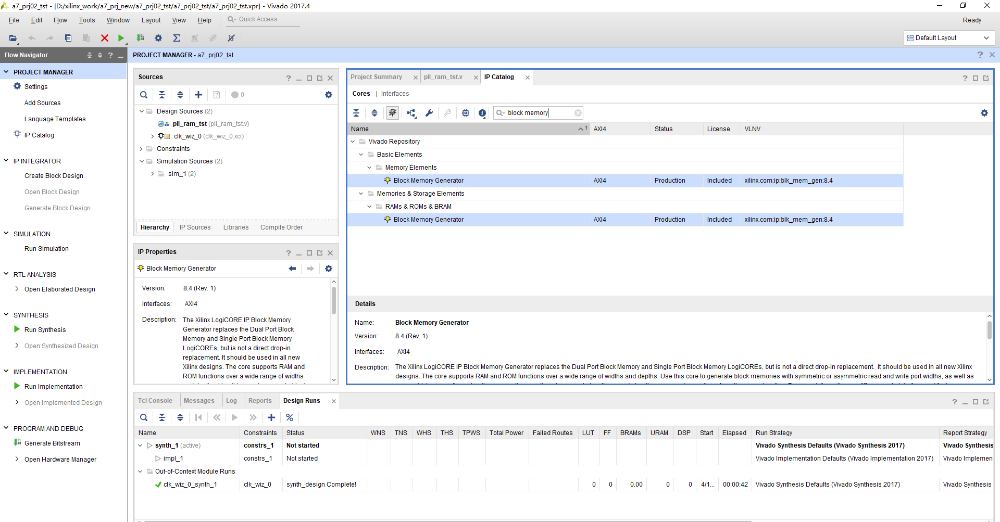 a7_prj02_tst - [D:/xilinx_work/a7_prj_new/a7_prj02_tst/a7_prj02_tst/a7_prj02_tst.xpr] - Vivado 2017.4
File Edit Flow Tools Window Layout View Help Quick Access Ready
Default Layout
Flow Navigator
PROJECT MANAGER
Settings
Add Sources
Language Templates
IP Catalog
IP INTEGRATOR
Create Block Design
Open Block Design
Generate Block Design
SIMULATION
Run Simulation
RTL ANALYSIS
Open Elaborated Design
SYNTHESIS
Run Synthesis
Open Synthesized Design
IMPLEMENTATION
Run Implementation
Open Implemented Design
PROGRAM AND DEBUG
Generate Bitstream
Open Hardware Manager
PROJECT MANAGER - a7_prj02_tst
Sources
0
Design Sources (2)
pll_ram_tst (pll_ram_tst.v)
clk_wiz_0 (clk_wiz_0.xci)
Constraints
Simulation Sources (2)
sim_1 (2)
Hierarchy IP Sources Libraries Compile Order
IP Properties
Block Memory Generator
Version: 8.4 (Rev. 1)
Interfaces: AXI4
Description: The Xilinx LogiCORE IP Block Memory
Generator replaces the Dual Port Block
Memory and Single Port Block Memory
LogiCOREs, but is not a direct drop-in
replacement. It should be used in all new
Xilinx designs. The core supports RAM and
ROM functions over a wide range of widths
Project Summary pll_ram_tst.v IP Catalog
Cores | Interfaces
block memory
Name 1 AXI4 Status License VLNV
Vivado Repository
Basic Elements
Memory Elements
Block Memory Generator AXI4 Production Included xilinx.com:ip:blk_mem_gen:8.4
Memories & Storage Elements
RAMs & ROMs & BRAM
Block Memory Generator AXI4 Production Included xilinx.com:ip:blk_mem_gen:8.4
Details
Name: Block Memory Generator
Version: 8.4 (Rev. 1)
Interfaces: AXI4
Description: The Xilinx LogiCORE IP Block Memory Generator replaces the Dual Port Block Memory and Single Port Block Memory LogiCOREs, but is not a direct drop-in replacement. It should be used in all new Xilinx
designs. The core supports RAM and ROM functions over a wide range of widths and depths. Use this core to generate block memories with symmetric or asymmetric read and write port widths, as well as
Tcl Console Messages Log Reports Design Runs
Name Constraints Status WNS TNS WHS THS TPWS Total Power Failed Routes LUT FF BRAMs URAM DSP Start Elapsed Run Strategy Report Strategy
synth_1 (active) constrs_1 Not started Vivado Synthesis Defaults (Vivado Synthesis 2017) Vivado Synthesis
impl_1 constrs_1 Not started Vivado Implementation Defaults (Vivado Implementation 2017) Vivado Implemen
Out-of-Context Module Runs
clk_wiz_0_synth_1 clk_wiz_0 synth_design Complete! 0 0 0.00 0 0 4/1... 00:00:42 Vivado Synthesis Defaults (Vivado Synthesis 2017) Vivado Synthesis